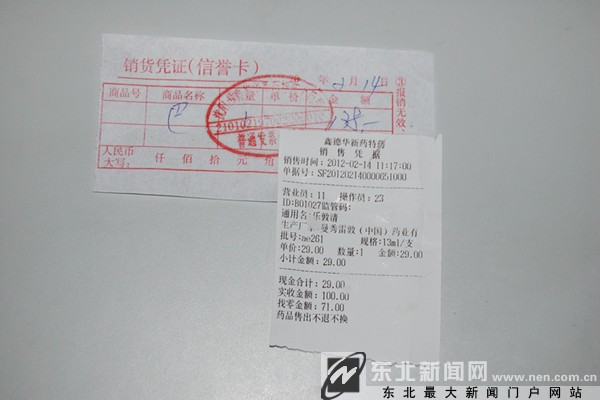 销货凭证(信誉卡)
年 2 月 14 日
商品号 商品名称 数量 单价 金额
128—
人民币大写: 仟 佰 拾 元
③报销无效
普通发票
鑫德华新药特药
销售凭据
销售时间:2012-02-14 11:17:00
单据号:SF2012021400006S1000
营业员:11 操作员:23
ID:B01027监管码:
通用名:乐敦清
生产厂:曼秀雷敦(中国)药业有
批号:ae261 规格:13ml/支
单价:29.00 数量:1 金额:29.00
小计金额:29.00
现金合计:29.00
实收金额:100.00
找零金额:71.00
药品售出不退不换
东北新闻网 www.nen.com.cn
东北最大新闻门户网站